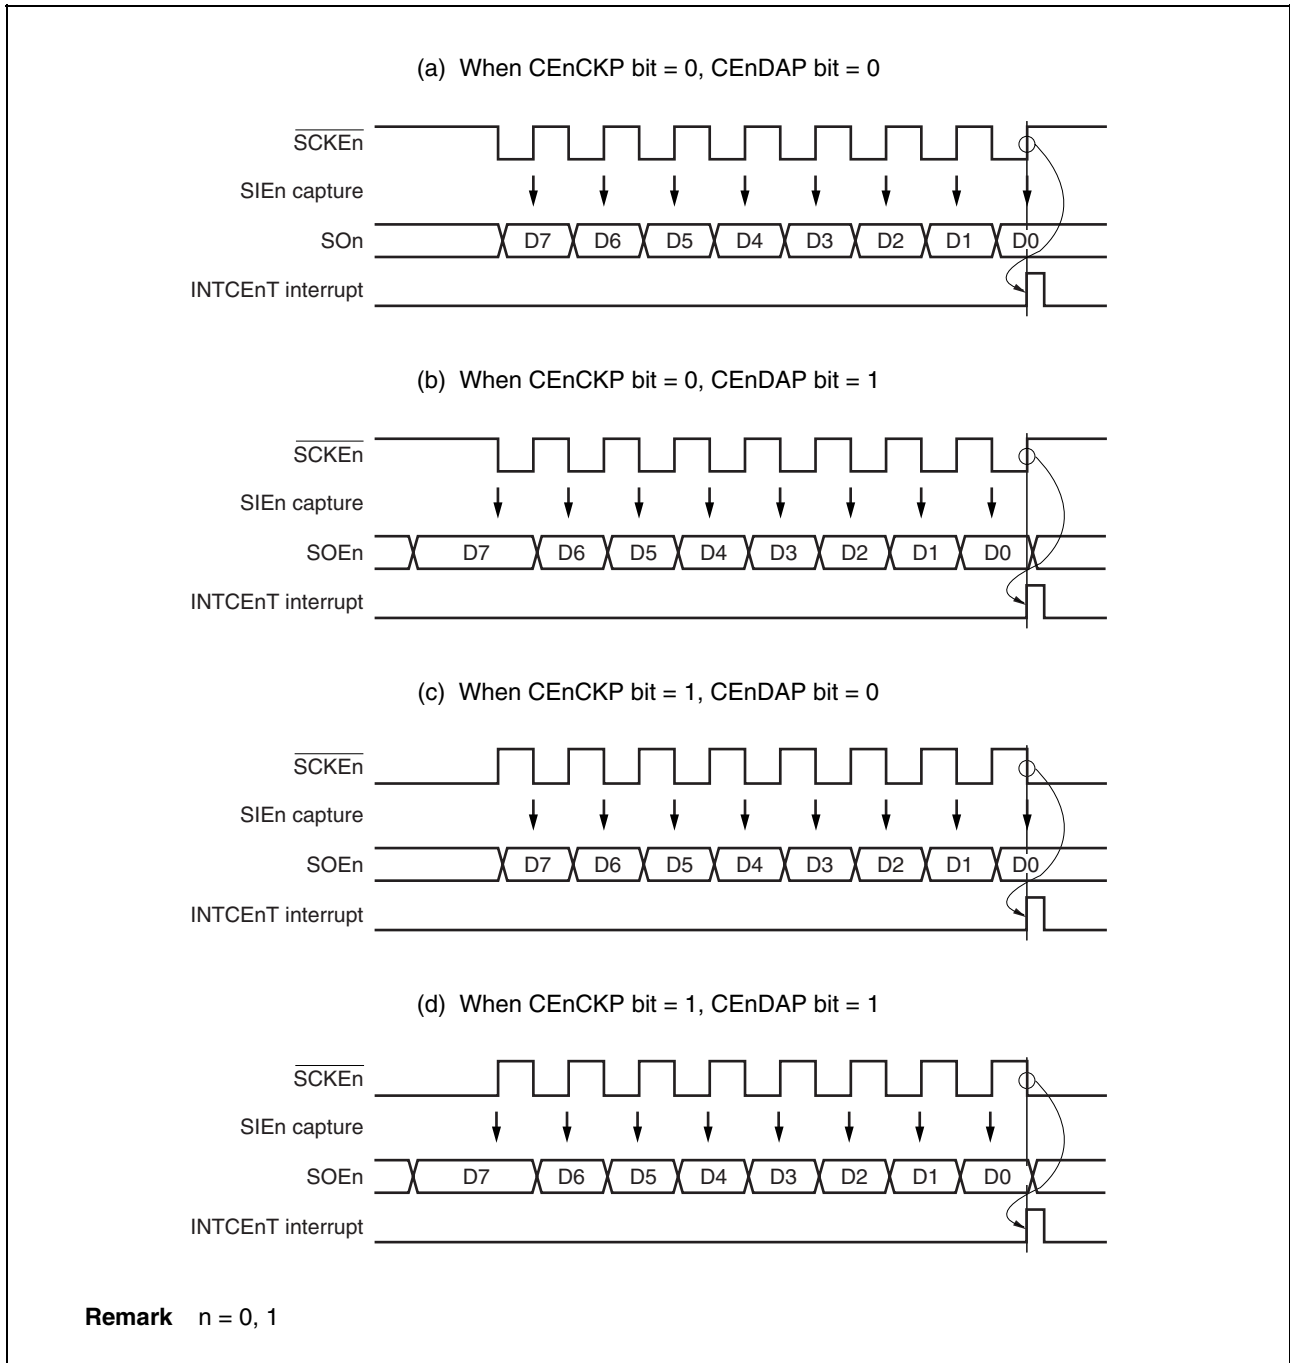 (a) When CEnCKP bit = 0, CEnDAP bit = 0
SCKEn
SIEn capture
SOn D7 D6 D5 D4 D3 D2 D1 D0
INTCEnT interrupt
(b) When CEnCKP bit = 0, CEnDAP bit = 1
SCKEn
SIEn capture
SOEn D7 D6 D5 D4 D3 D2 D1 D0
INTCEnT interrupt
(c) When CEnCKP bit = 1, CEnDAP bit = 0
SCKEn
SIEn capture
SOEn D7 D6 D5 D4 D3 D2 D1 D0
INTCEnT interrupt
(d) When CEnCKP bit = 1, CEnDAP bit = 1
SCKEn
SIEn capture
SOEn D7 D6 D5 D4 D3 D2 D1 D0
INTCEnT interrupt
Remark n = 0, 1